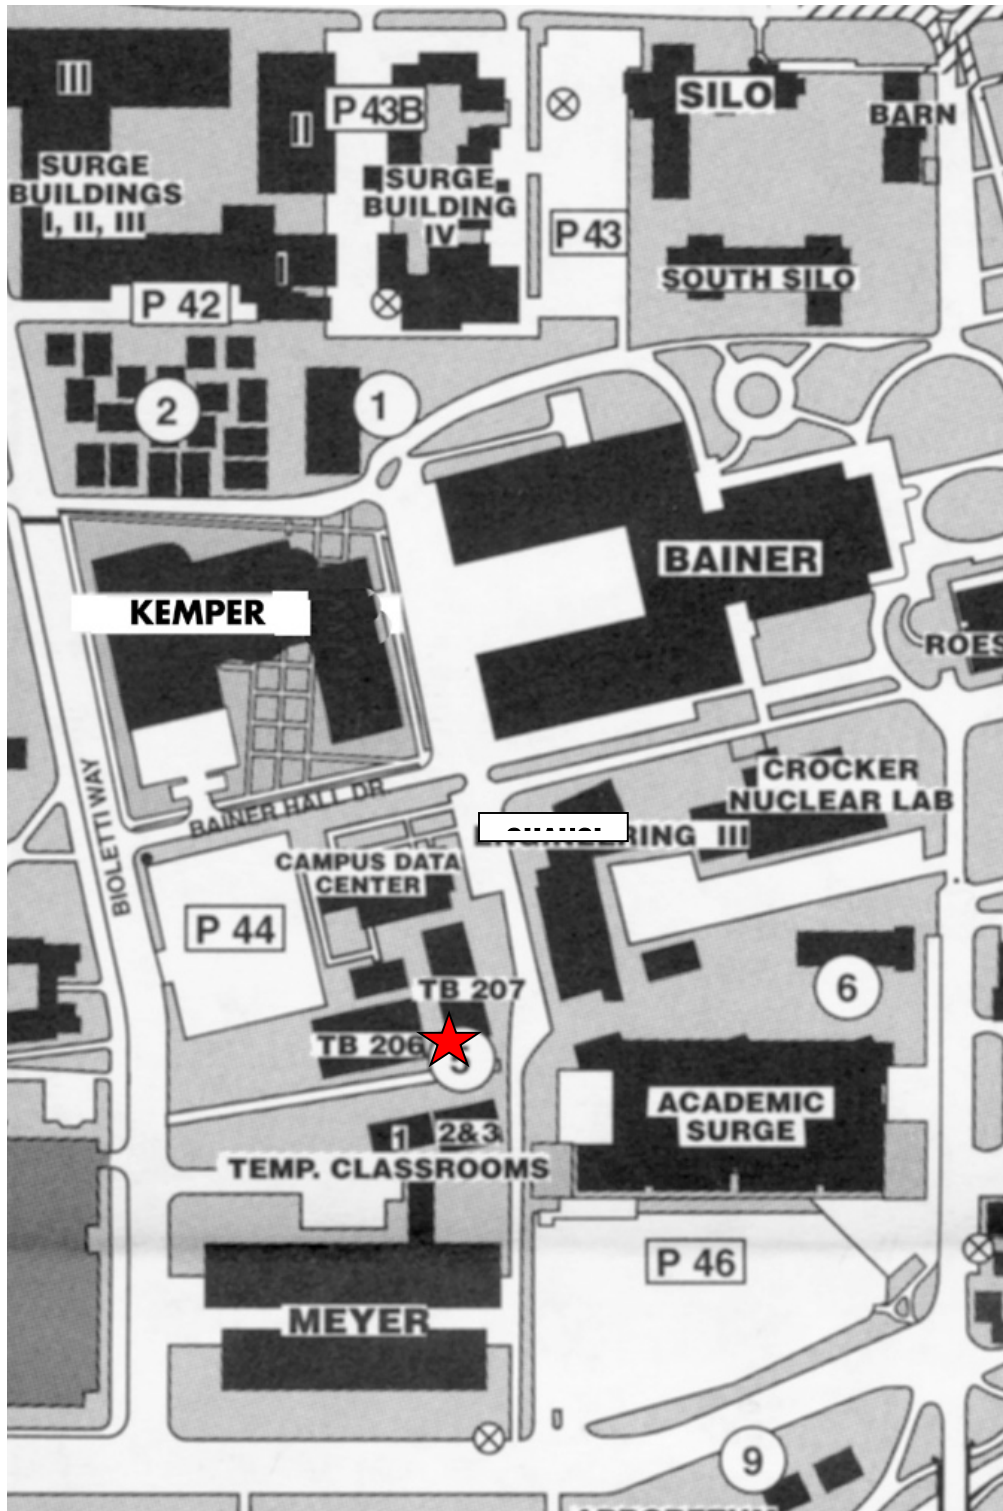 III
II
P 43B
SILO
BARN
SURGE
BUILDINGS
I, II, III
SURGE
BUILDING
IV
P 43
I
SOUTH SILO
P 42
2
1
BAINER
KEMPER
ROES
BIOLETTI WAY
BAINER HALL DR.
CROCKER
NUCLEAR LAB
III
CAMPUS DATA
CENTER
P 44
TB 207
6
TB 206
5
ACADEMIC
SURGE
1
2&3
TEMP. CLASSROOMS
P 46
MEYER
9